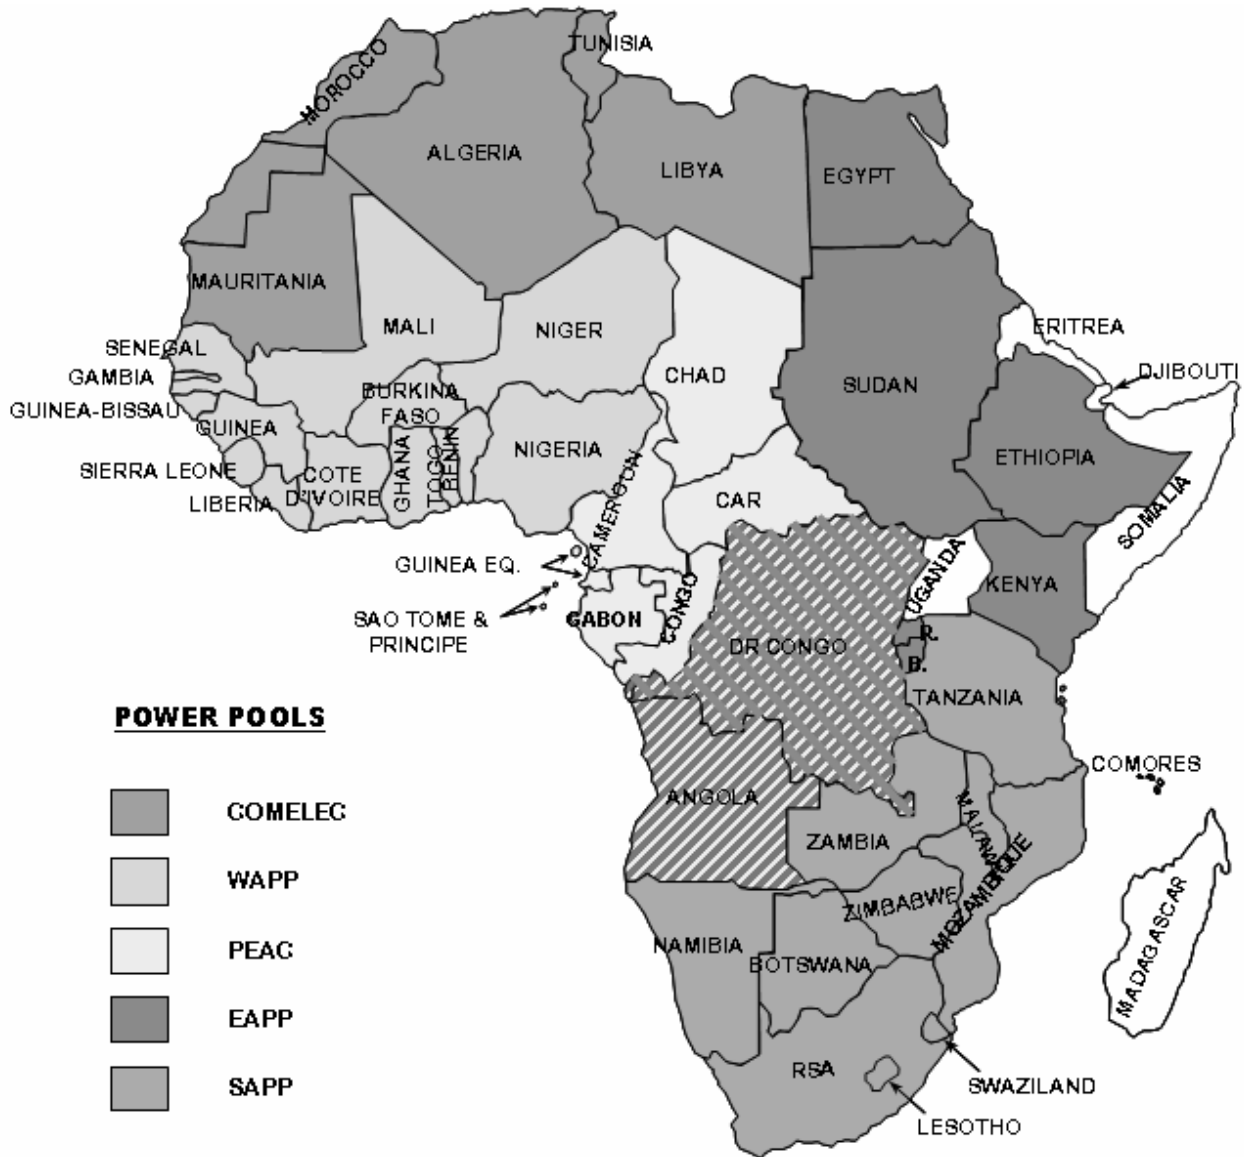 TUNISIA
MOROCCO
ALGERIA
LIBYA
EGYPT
MAURITANIA
MALI
NIGER
CHAD
SUDAN
ERITREA
DJIBOUTI
SENEGAL
GAMBIA
GUINEA-BISSAU
GUINEA
SIERRA LEONE
LIBERIA
COTE
D'IVOIRE
BURKINA
FASO
GHANA
TOGO
BENIN
NIGERIA
CAMEROUN
CAR
ETHIOPIA
SOMALIA
UGANDA
KENYA
GUINEA EQ.
SAO TOME &
PRINCIPE
GABON
CONGO
DR CONGO
R.
B.
TANZANIA
COMORES
ANGOLA
ZAMBIA
MALAWI
MOZAMBIQUE
ZIMBABWE
NAMIBIA
BOTSWANA
MADAGASCAR
RSA
SWAZILAND
LESOTHO
POWER POOLS
COMELEC
WAPP
PEAC
EAPP
SAPP